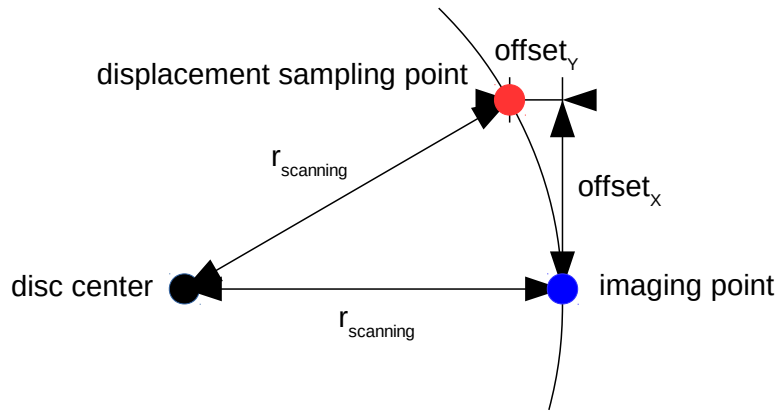 offsetY
displacement sampling point
rscanning
offsetX
disc center
imaging point
rscanning